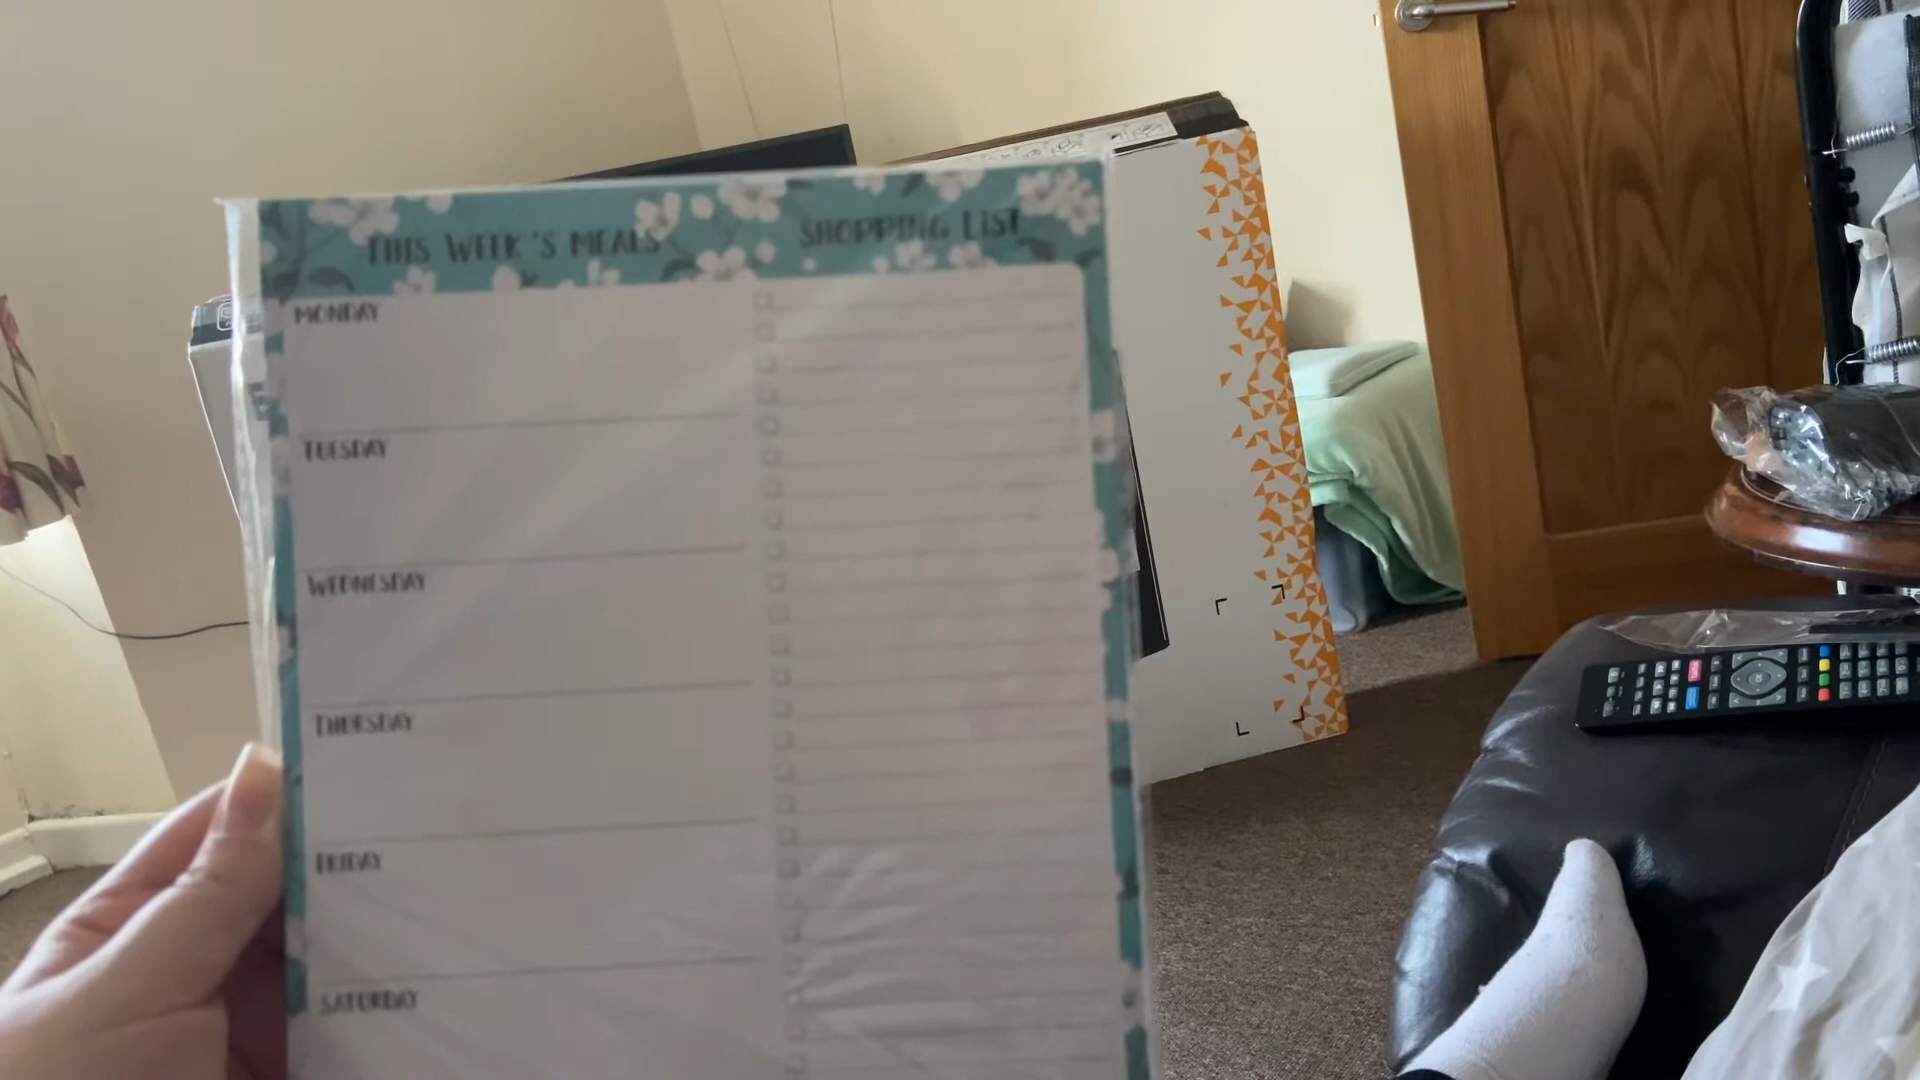 THIS WEEK'S MEALS
SHOPPING LIST
MONDAY
TUESDAY
WEDNESDAY
THURSDAY
FRIDAY
SATURDAY